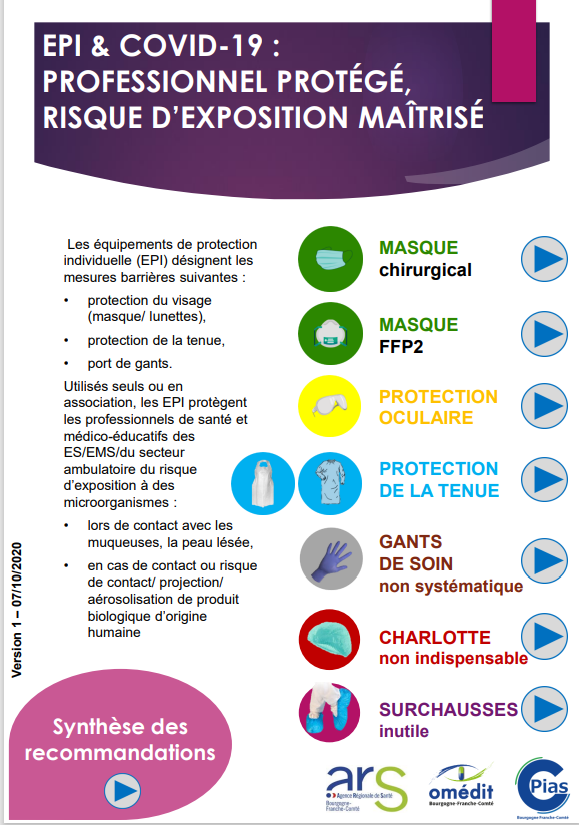 EPI & COVID-19 :
PROFESSIONNEL PROTÉGÉ,
RISQUE D’EXPOSITION MAÎTRISÉ
Les équipements de protection
individuelle (EPI) désignent les
mesures barrières suivantes :
• protection du visage
(masque/ lunettes),
• protection de la tenue,
• port de gants.
Utilisés seuls ou en
association, les EPI protègent
les professionnels de santé et
médico-éducatifs des
ES/EMS/du secteur
ambulatoire du risque
d’exposition à des
microorganismes :
• lors de contact avec les
muqueuses, la peau lésée,
• en cas de contact ou risque
de contact/ projection/
aérosolisation de produit
biologique d’origine
humaine
MASQUE
chirurgical
MASQUE
FFP2
PROTECTION
OCULAIRE
PROTECTION
DE LA TENUE
GANTS
DE SOIN
non systématique
CHARLOTTE
non indispensable
SURCHAUSSES
inutile
Version 1 – 07/10/2020
Synthèse des
recommandations
ars
Agence Régionale de Santé
Bourgogne-
Franche-Comté
omédit
Bourgogne-Franche-Comté
CPias
Bourgogne-Franche-Comté